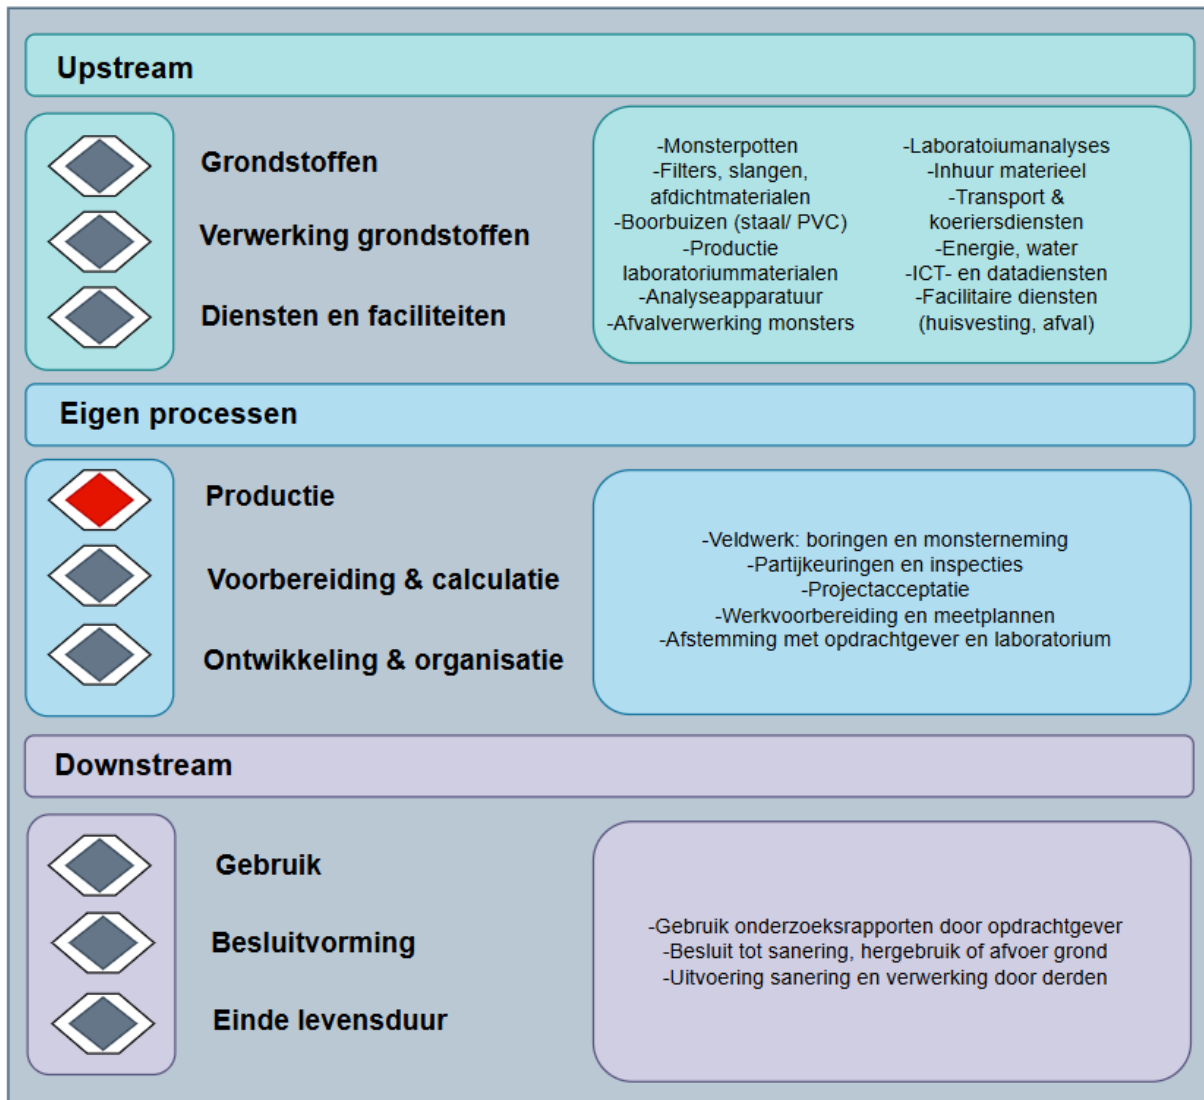 Upstream
Grondstoffen
Verwerking grondstoffen
Diensten en faciliteiten
-Monsterpotten
-Filters, slangen,
afdichtmaterialen
-Boorbuizen (staal/ PVC)
-Productie
laboratoriummaterialen
-Analyseapparatuur
-Afvalverwerking monsters
-Laboratoiumanalyses
-Inhuur materieel
-Transport &
koeriersdiensten
-Energie, water
-ICT- en datadiensten
-Facilitaire diensten
(huisvesting, afval)
Eigen processen
Productie
Voorbereiding & calculatie
Ontwikkeling & organisatie
-Veldwerk: boringen en monsterneming
-Partijkeuringen en inspecties
-Projectacceptatie
-Werkvoorbereiding en meetplannen
-Afstemming met opdrachtgever en laboratorium
Downstream
Gebruik
Besluitvorming
Einde levensduur
-Gebruik onderzoeksrapporten door opdrachtgever
-Besluit tot sanering, hergebruik of afvoer grond
-Uitvoering sanering en verwerking door derden